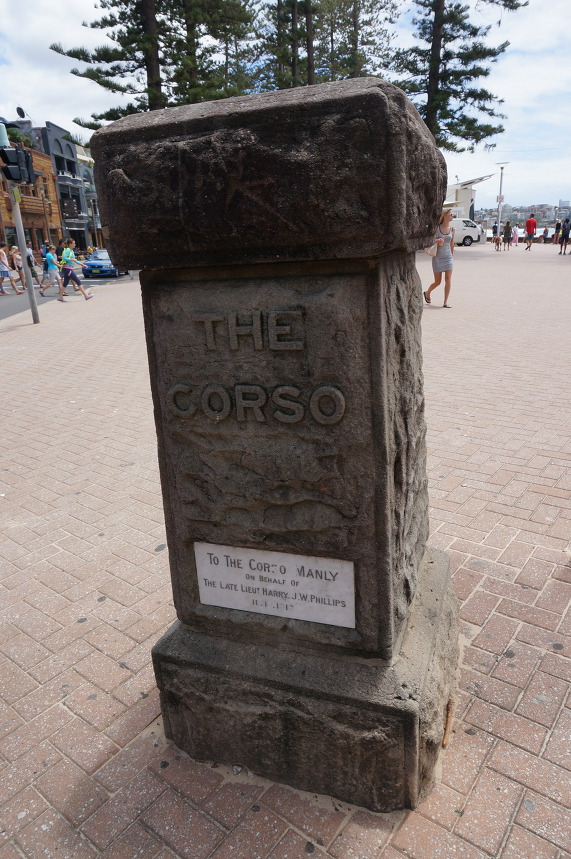 THE
CORSO
TO THE CORSO MANLY
ON BEHALF OF
THE LATE LIEUT HARRY. J.W. PHILLIPS